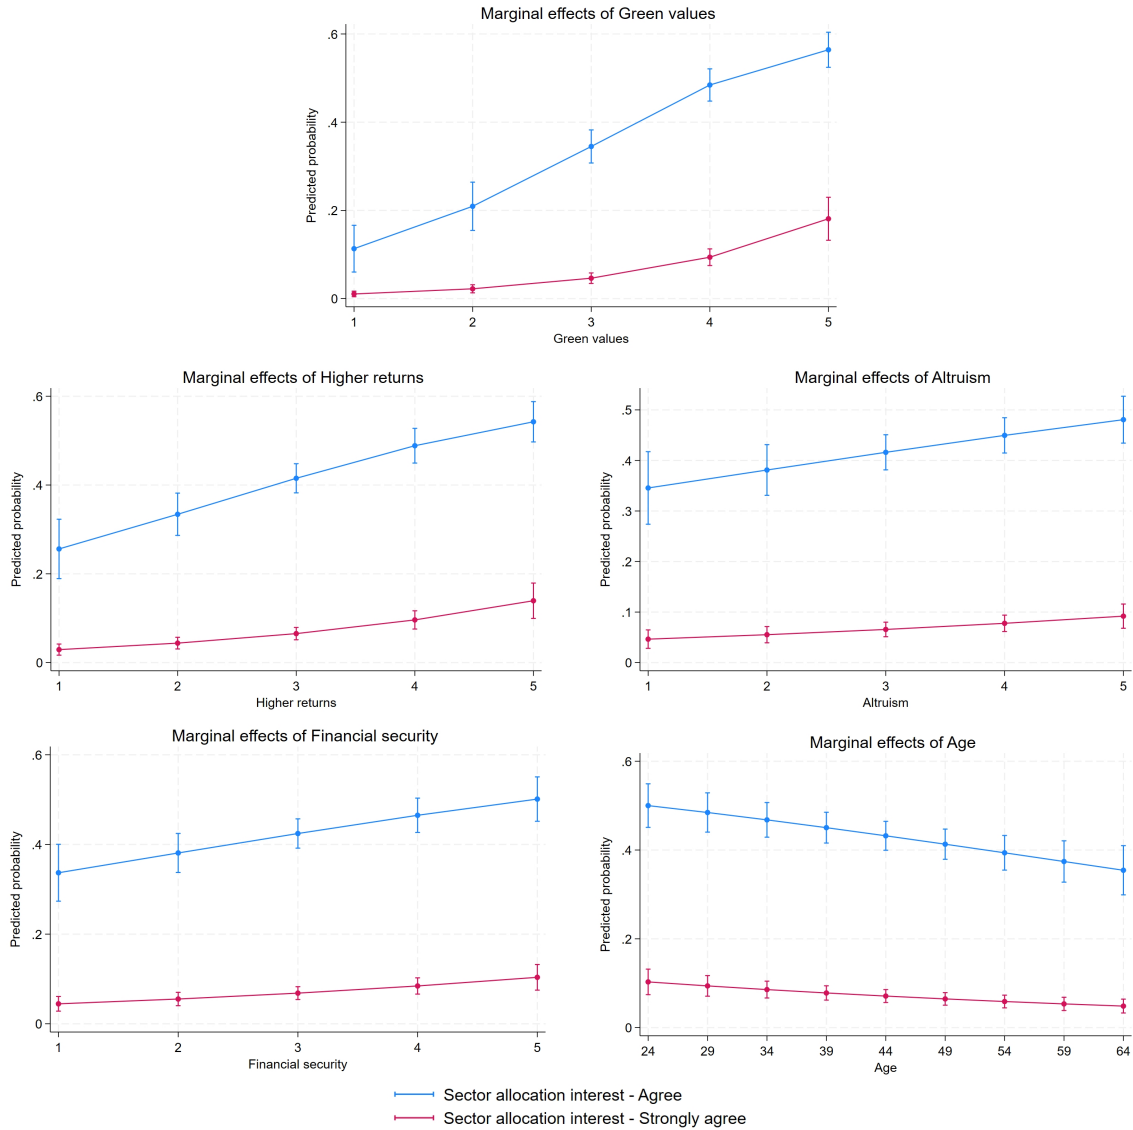 Marginal effects of Green values
Predicted probability
.6
.4
.2
0
1 2 3 4 5
Green values
Marginal effects of Higher returns
Predicted probability
.6
.4
.2
0
1 2 3 4 5
Higher returns
Marginal effects of Altruism
Predicted probability
.5
.4
.3
.2
.1
0
1 2 3 4 5
Altruism
Marginal effects of Financial security
Predicted probability
.6
.4
.2
0
1 2 3 4 5
Financial security
Marginal effects of Age
Predicted probability
.6
.4
.2
0
24 29 34 39 44 49 54 59 64
Age
Sector allocation interest - Agree
Sector allocation interest - Strongly agree